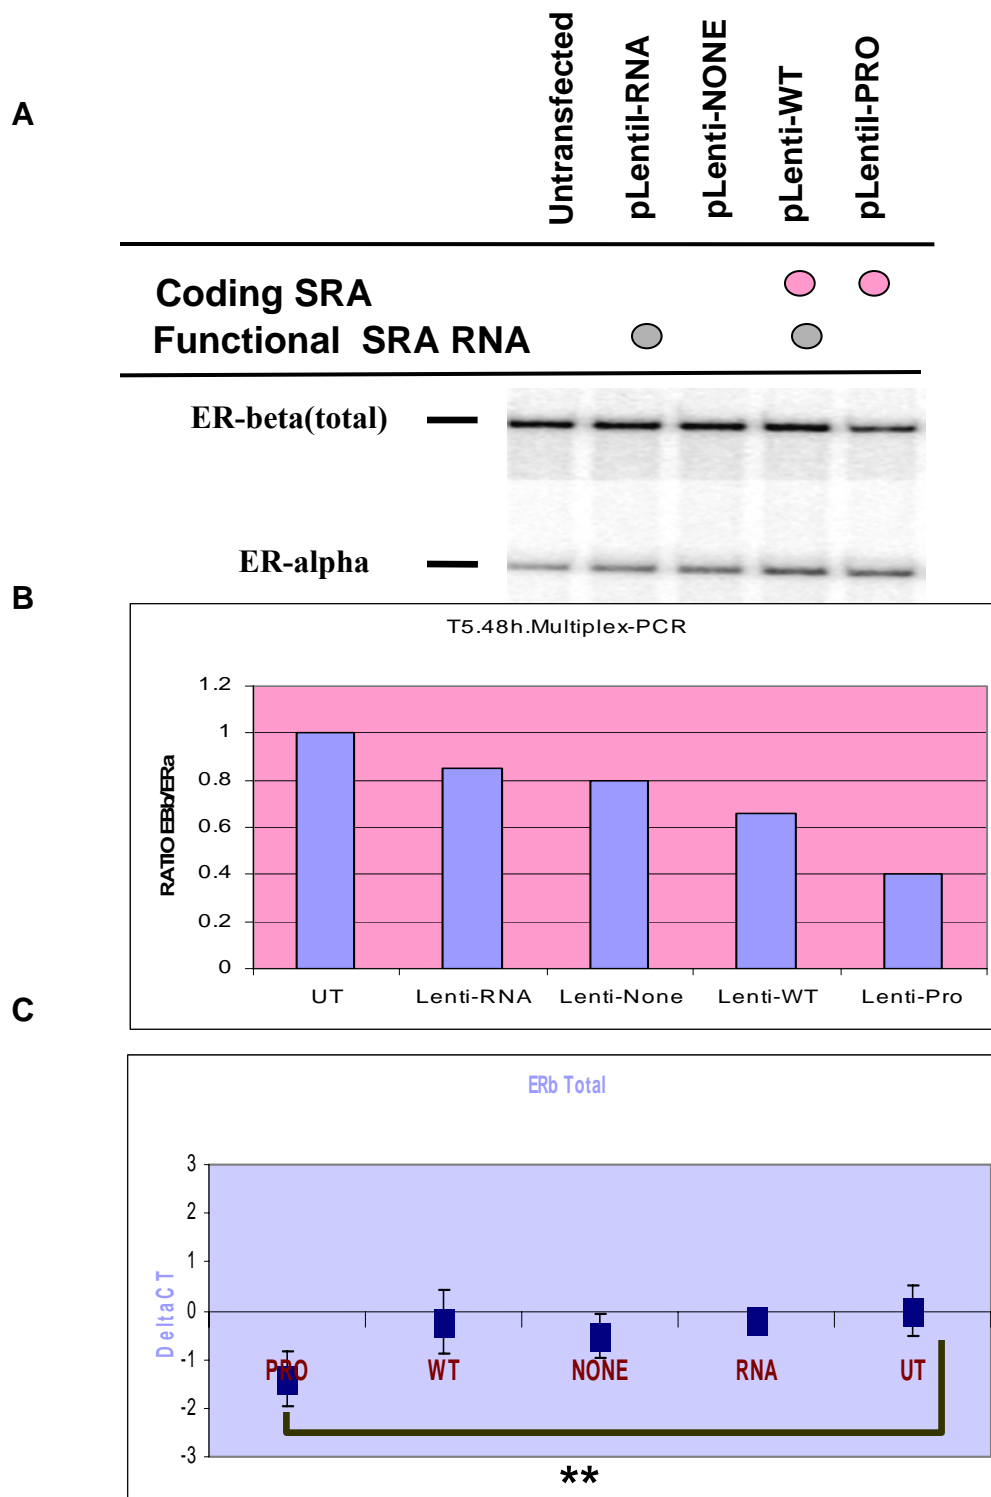 A
Untransfected
pLentil-RNA
pLenti-NONE
pLenti-WT
pLentil-PRO
Coding SRA
Functional SRA RNA
ER-beta(total)
ER-alpha
B
T5.48h.Multiplex-PCR
RATIO EBb/ERa
1.2
1
0.8
0.6
0.4
0.2
0
UT Lenti-RNA Lenti-None Lenti-WT Lenti-Pro
C
ERb Total
DeltaCT
3
2
1
0
-1
-2
-3
PRO WT NONE RNA UT
**